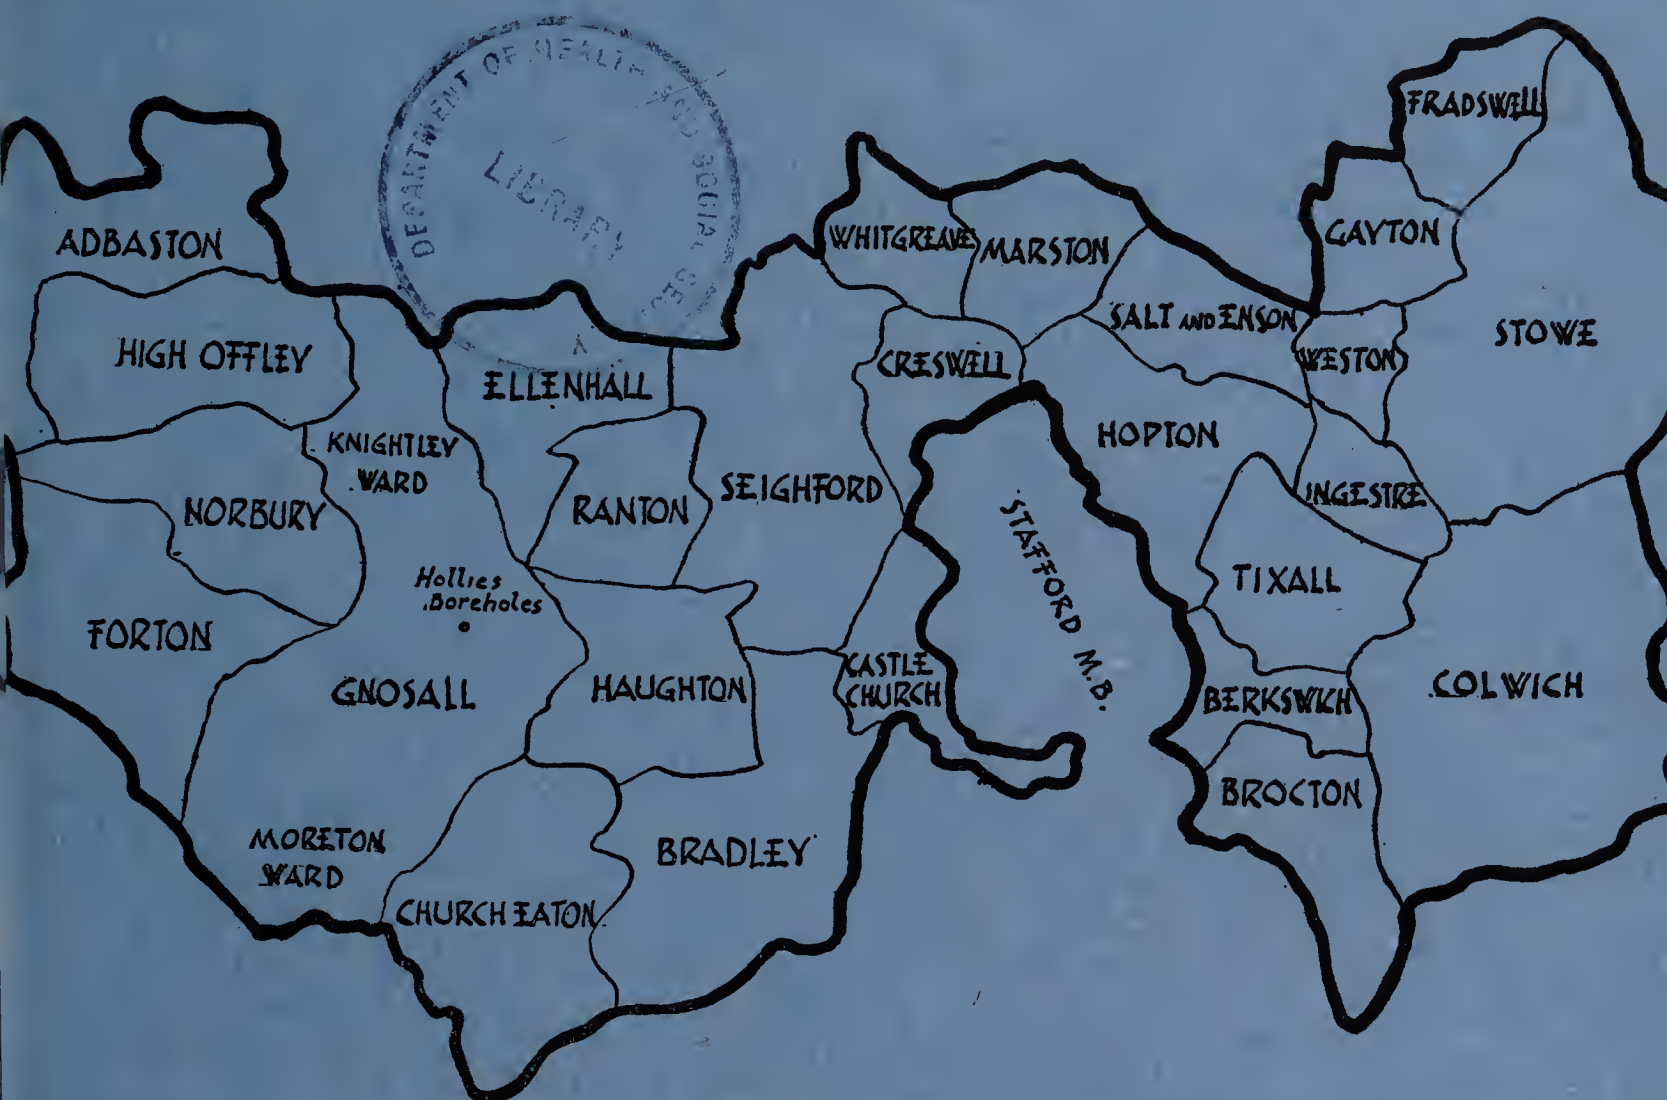 DEPARTMENT OF HEALTH AND SOCIAL SEC
LIBRARY
FRADSWELL
ADBASTON
WHITGREAVE
MARSTON
GAYTON
HIGH OFFLEY
SALT AND ENSON
STOWE
ELLENHALL
CRESWELL
WESTON
KNIGHTLEY
WARD
HOPTON
NORBURY
RANTON
SEIGHFORD
INGESTRE
STAFFORD M.B.
Hollies
Boreholes
TIXALL
FORTON
GNOSALL
HAUGHTON
CASTLE
CHURCH
BERKSWICH
COLWICH
BROCTON
MORETON
WARD
BRADLEY
CHURCH EATON